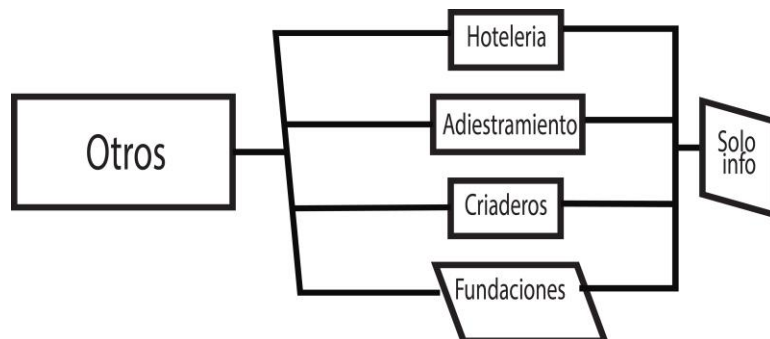 Otros
Hoteleria
Adiestramiento
Criaderos
Fundaciones
Solo
info